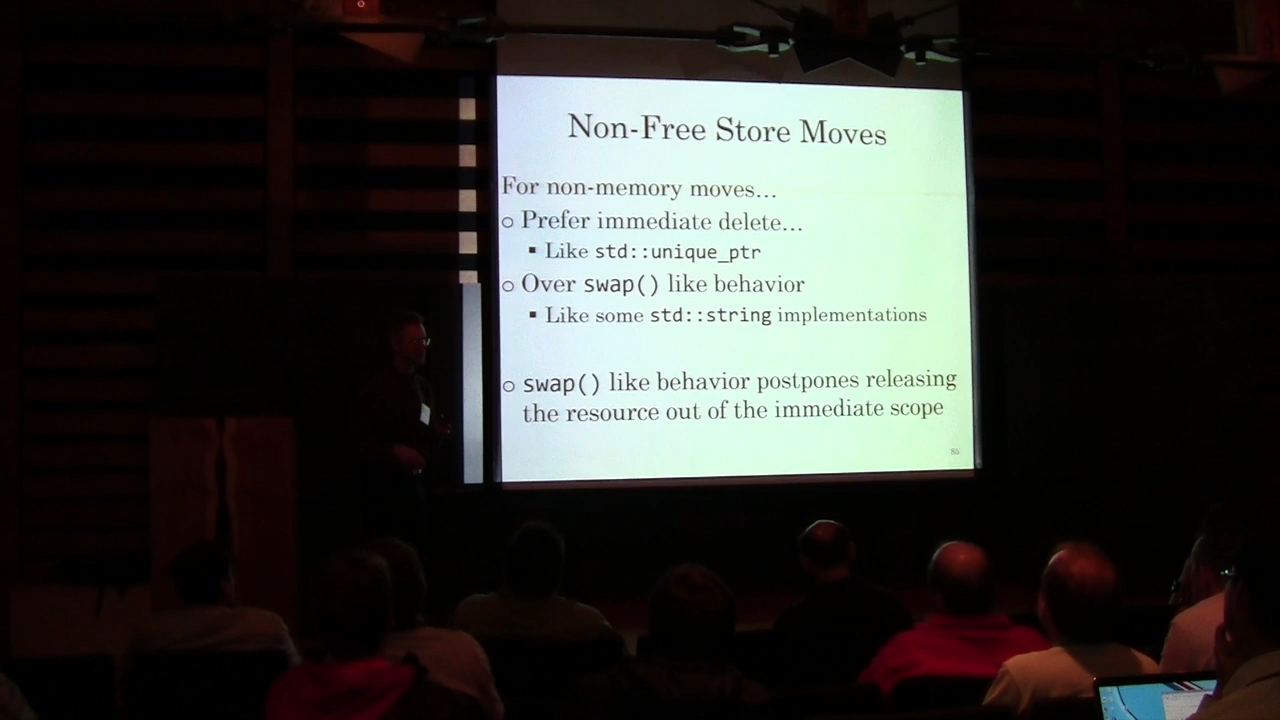 Non-Free Store Moves
For non-memory moves…
○ Prefer immediate delete…
▪ Like std::unique_ptr
○ Over swap() like behavior
▪ Like some std::string implementations
○ swap() like behavior postpones releasing
the resource out of the immediate scope